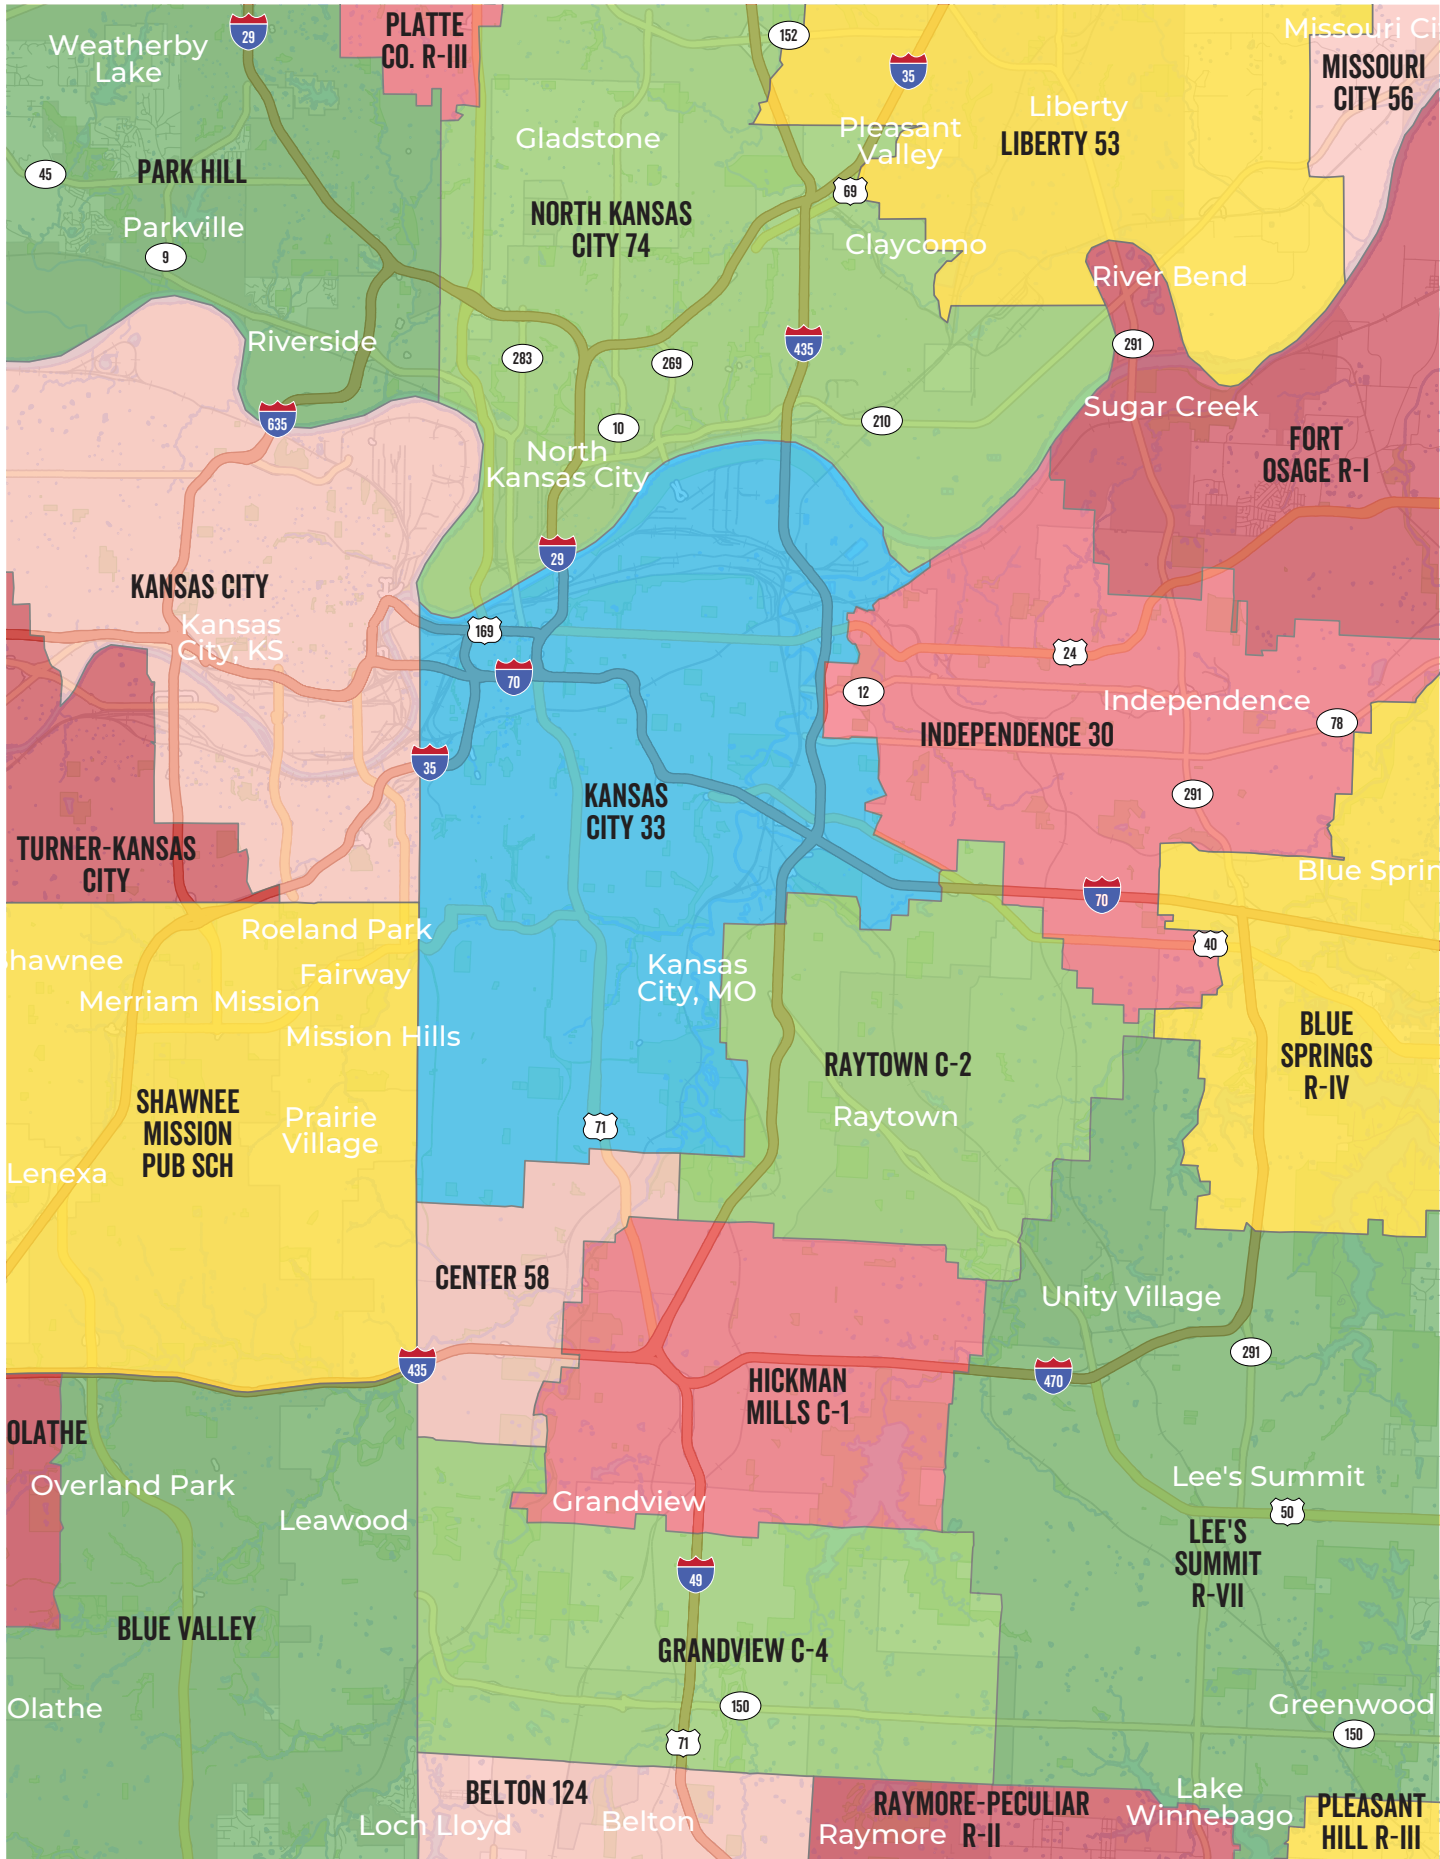 PLATTE
CO. R-III
29
152
Missouri Ci
Weatherby
Lake
35
MISSOURI
CITY 56
Liberty
Gladstone
Pleasant
Valley
LIBERTY 53
45
PARK HILL
69
NORTH KANSAS
CITY 74
Parkville
9
Claycomo
River Bend
Riverside
283
269
435
291
635
10
210
Sugar Creek
North
Kansas City
FORT
OSAGE R-I
29
KANSAS CITY
Kansas
City, KS
169
24
70
12
Independence
78
INDEPENDENCE 30
35
KANSAS
CITY 33
291
TURNER-KANSAS
CITY
Blue Sprin
70
Roeland Park
40
Shawnee
Fairway
Kansas
City, MO
Merriam
Mission
Mission Hills
BLUE
SPRINGS
R-IV
RAYTOWN C-2
SHAWNEE
MISSION
PUB SCH
Prairie
Village
Raytown
71
Lenexa
CENTER 58
Unity Village
435
291
470
HICKMAN
MILLS C-1
OLATHE
Overland Park
Lee's Summit
Grandview
50
Leawood
LEE'S
SUMMIT
R-VII
49
BLUE VALLEY
GRANDVIEW C-4
Olathe
150
Greenwood
150
71
BELTON 124
RAYMORE-PECULIAR
R-II
Lake
Winnebago
PLEASANT
HILL R-III
Loch Lloyd
Belton
Raymore